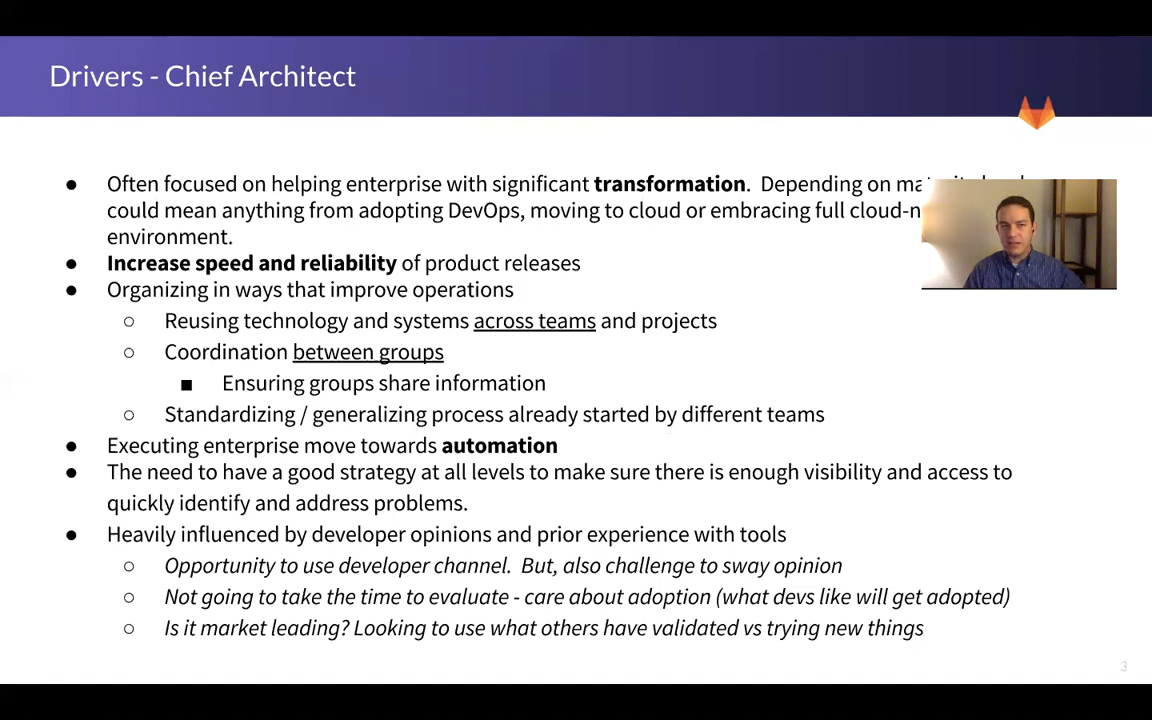 Drivers - Chief Architect
● Often focused on helping enterprise with significant transformation. Depending on
could mean anything from adopting DevOps, moving to cloud or embracing full
environment.
● Increase speed and reliability of product releases
● Organizing in ways that improve operations
○ Reusing technology and systems across teams and projects
○ Coordination between groups
■ Ensuring groups share information
○ Standardizing / generalizing process already started by different teams
● Executing enterprise move towards automation
● The need to have a good strategy at all levels to make sure there is enough visibility and access to
quickly identify and address problems.
● Heavily influenced by developer opinions and prior experience with tools
○ Opportunity to use developer channel. But, also challenge to sway opinion
○ Not going to take the time to evaluate - care about adoption (what devs like will get adopted)
○ Is it market leading? Looking to use what others have validated vs trying new things
3